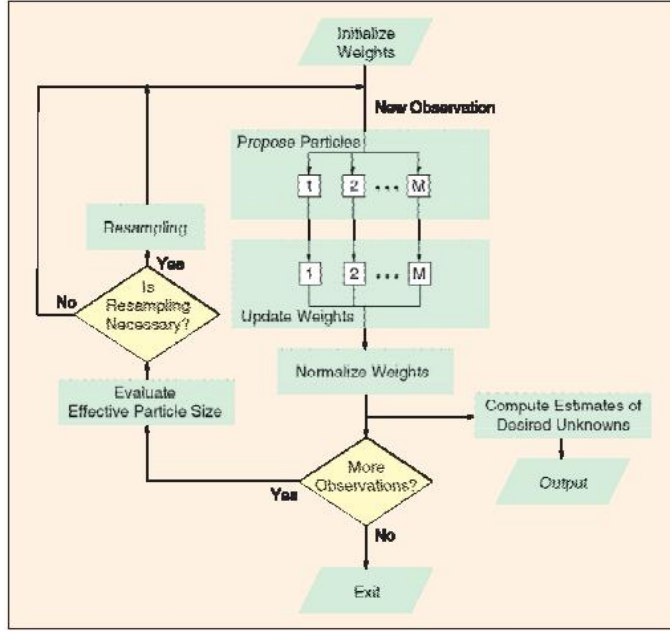 Initialize
Weights
New Observation
Propose Particles
1 2 ••• M
Resampling
Yes
1 2 ••• M
Is
Resampling
Necessary?
No
Update Weights
Normalize Weights
Evaluate
Effective Particle Size
Compute Estimates of
Desired Unknowns
More
Observations?
Yes
Output
No
Exit